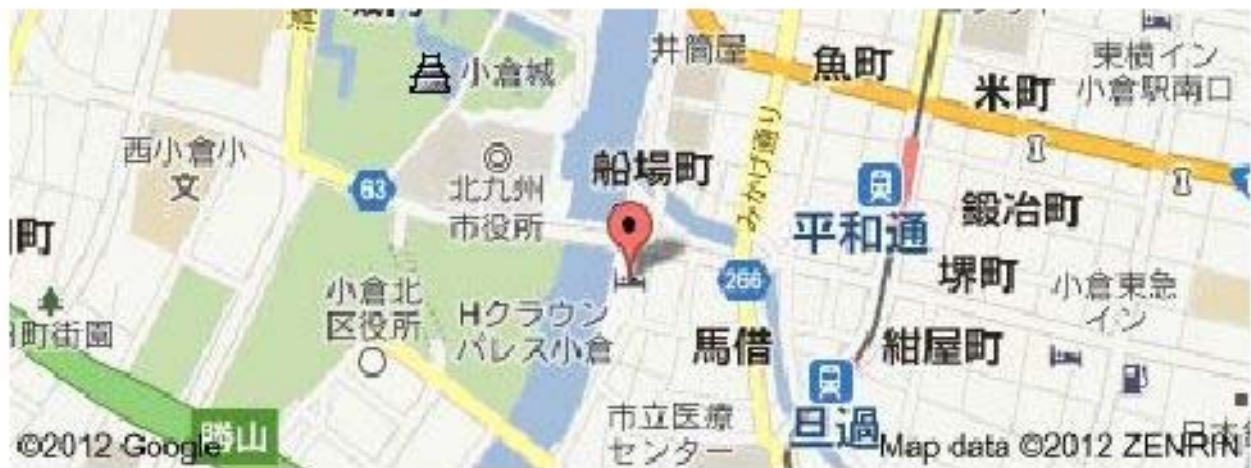 小倉城
井筒屋
魚町
米町
東横イン
小倉駅南口
西小倉小
文
63
北九州
市役所
船場町
みかげ通り
平和通
鍛冶町
266
堺町
小倉東急
イン
町
町街園
小倉北
区役所
Hクラウン
パレス小倉
馬借
紺屋町
勝山
市立医療
センター
旦過
©2012 Google
Map data ©2012 ZENRIN